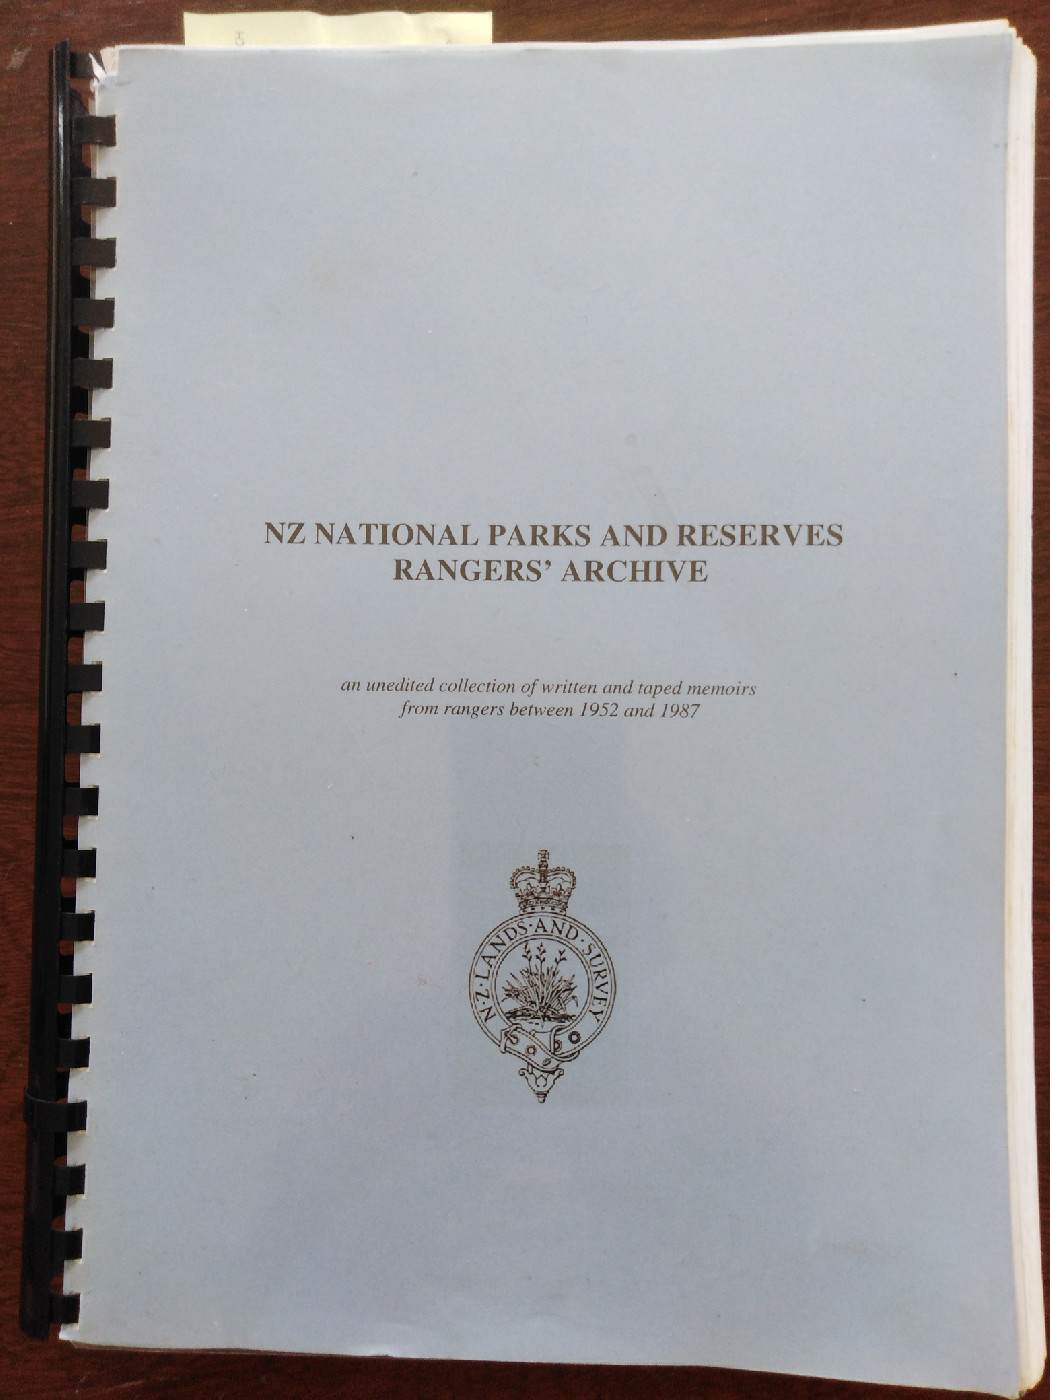 NZ NATIONAL PARKS AND RESERVES
RANGERS’ ARCHIVE
an unedited collection of written and taped memoirs
from rangers between 1952 and 1987
N·Z·LANDS·AND·SURVEY